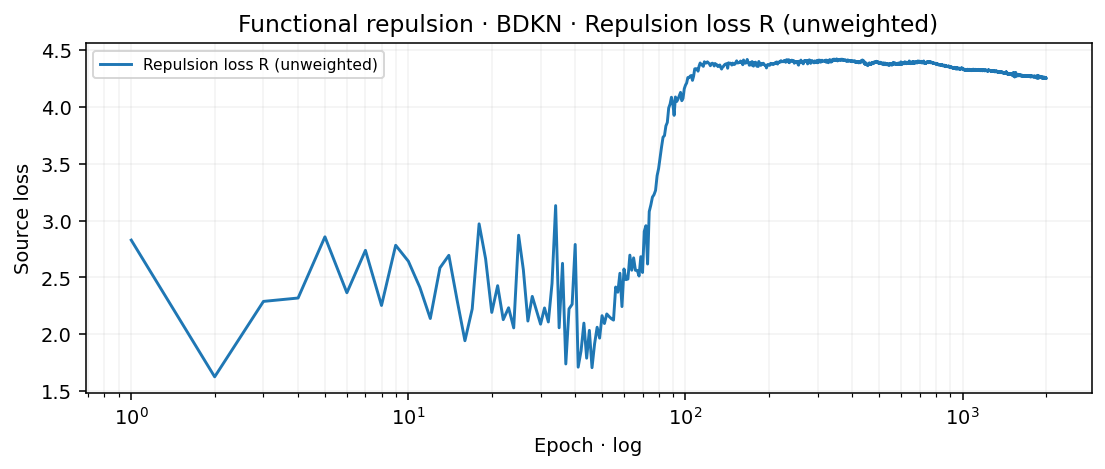 Functional repulsion · BDKN · Repulsion loss R (unweighted)
Repulsion loss R (unweighted)
Source loss
4.5
4.0
3.5
3.0
2.5
2.0
1.5
10⁰ 10¹ 10² 10³
Epoch · log